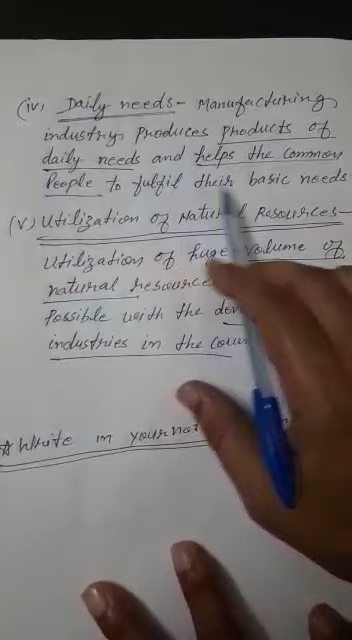 (iv) Daily needs - Manufacturing
industry produces products of
daily needs and helps the common
People to fulfil their basic needs
(v) Utilization of Natural Resources -
Utilization of huge volume of
natural resource
Possible with the
industries in the
* Write in your